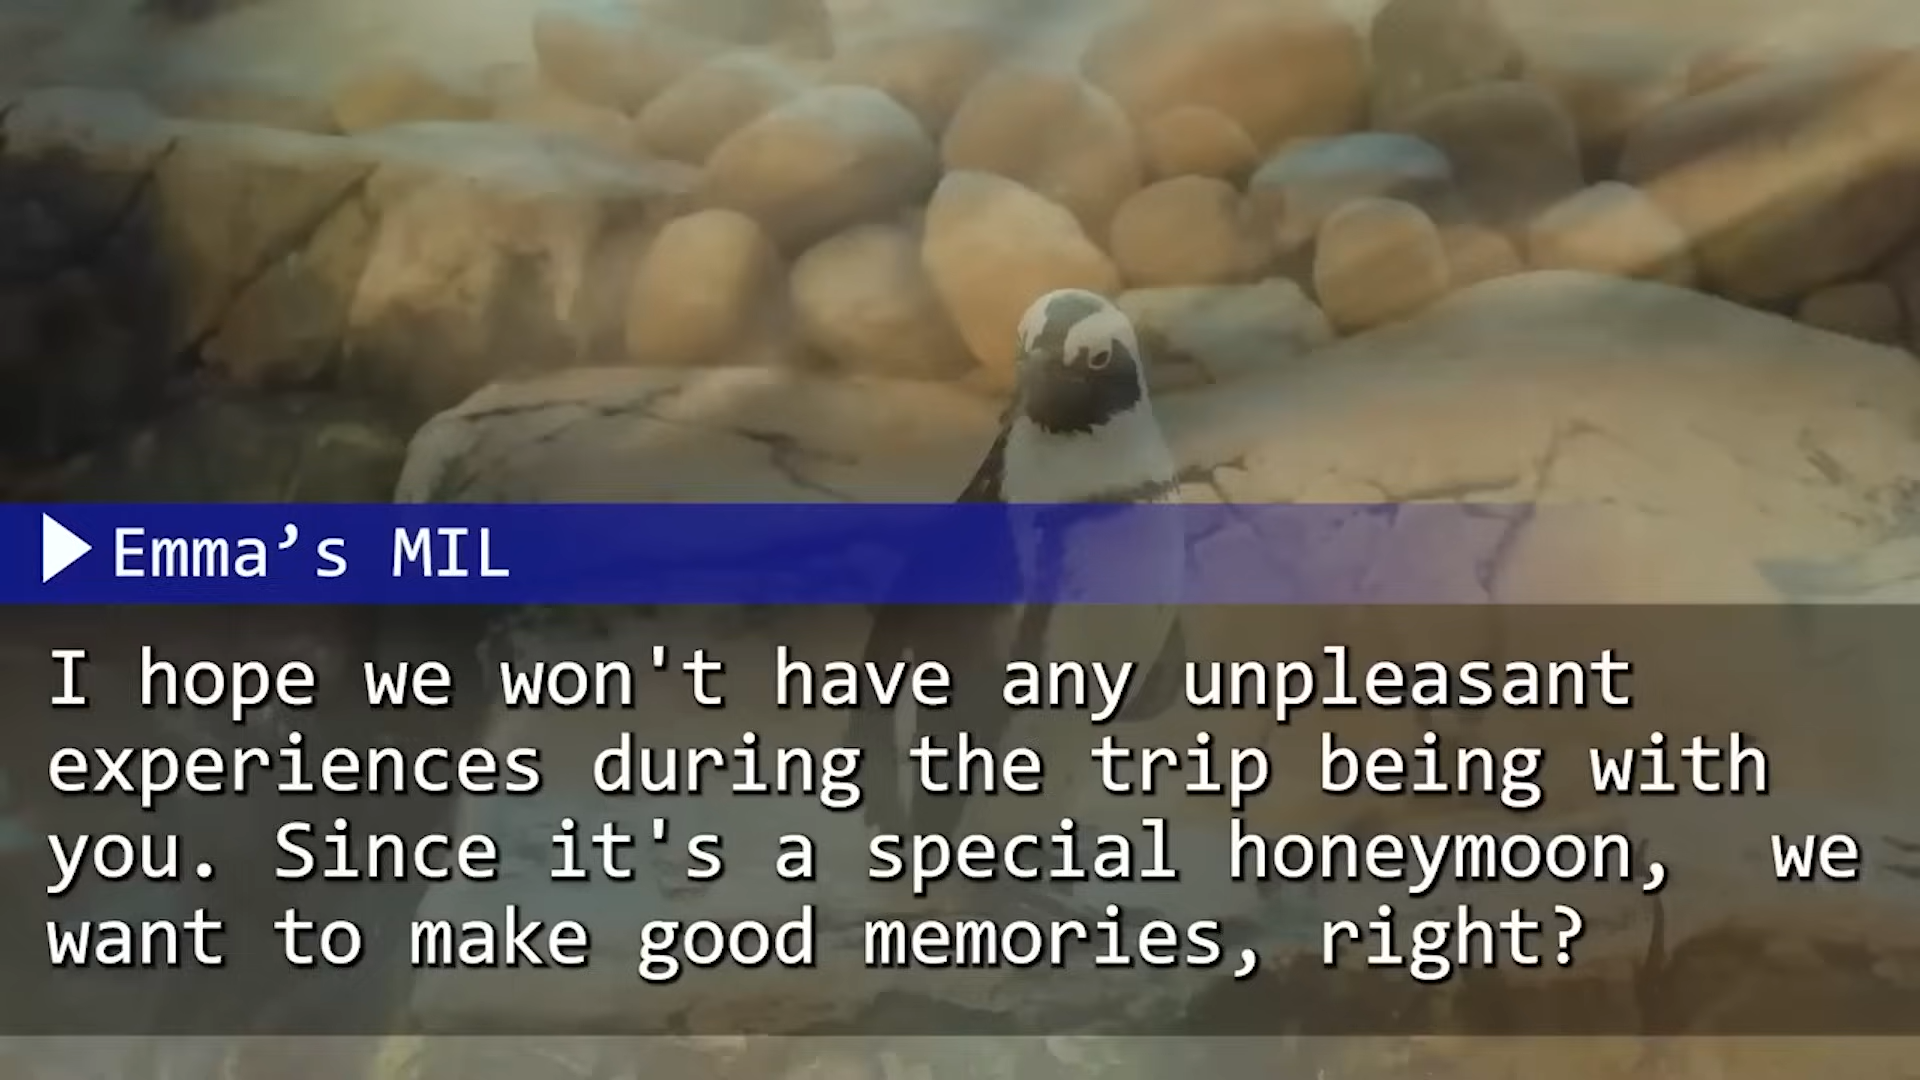 Emma’s MIL
I hope we won't have any unpleasant
experiences during the trip being with
you. Since it's a special honeymoon,  we
want to make good memories, right?